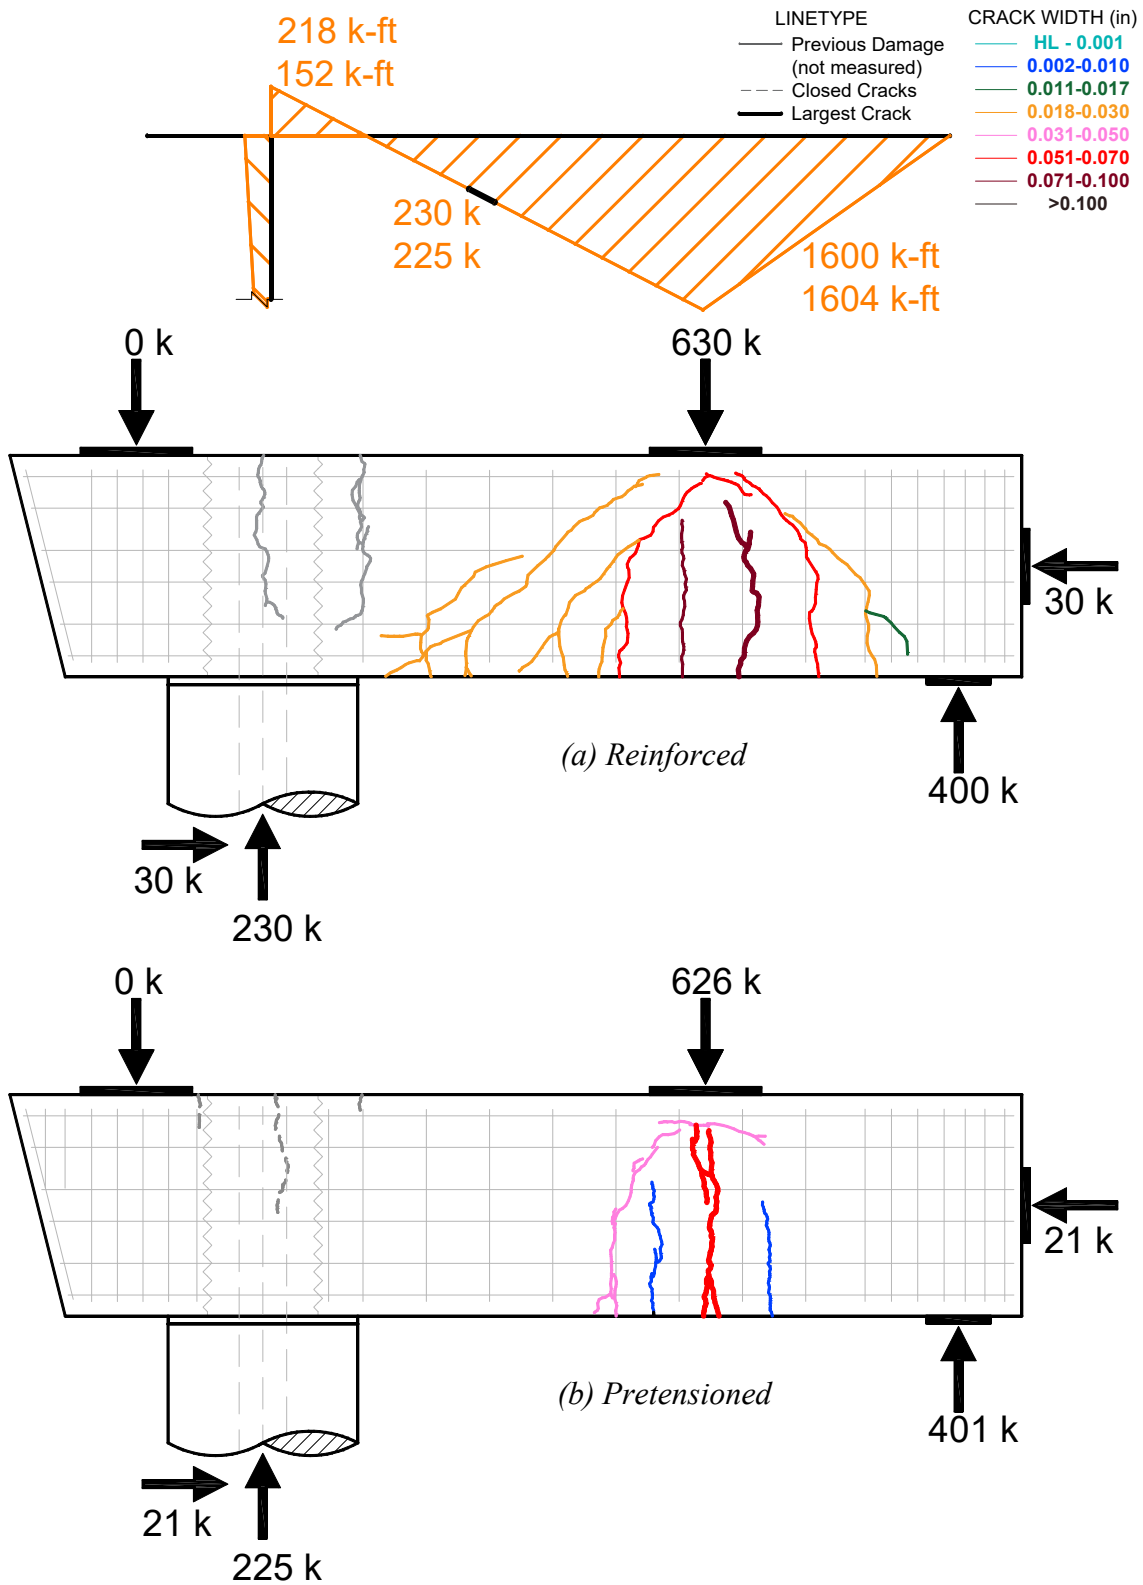 218 k-ft
152 k-ft
LINETYPE
Previous Damage
(not measured)
Closed Cracks
Largest Crack
CRACK WIDTH (in)
HL - 0.001
0.002-0.010
0.011-0.017
0.018-0.030
0.031-0.050
0.051-0.070
0.071-0.100
>0.100
230 k
225 k
1600 k-ft
1604 k-ft
0 k
630 k
30 k
(a) Reinforced
400 k
30 k
230 k
0 k
626 k
21 k
(b) Pretensioned
401 k
21 k
225 k